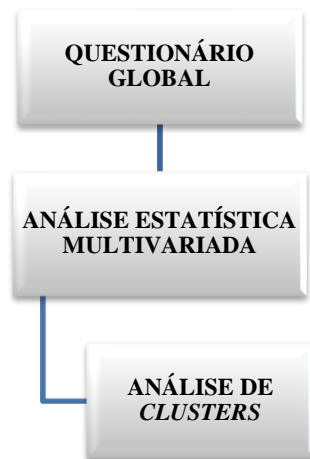 QUESTIONÁRIO
GLOBAL
ANÁLISE ESTATÍSTICA
MULTIVARIADA
ANÁLISE DE
CLUSTERS